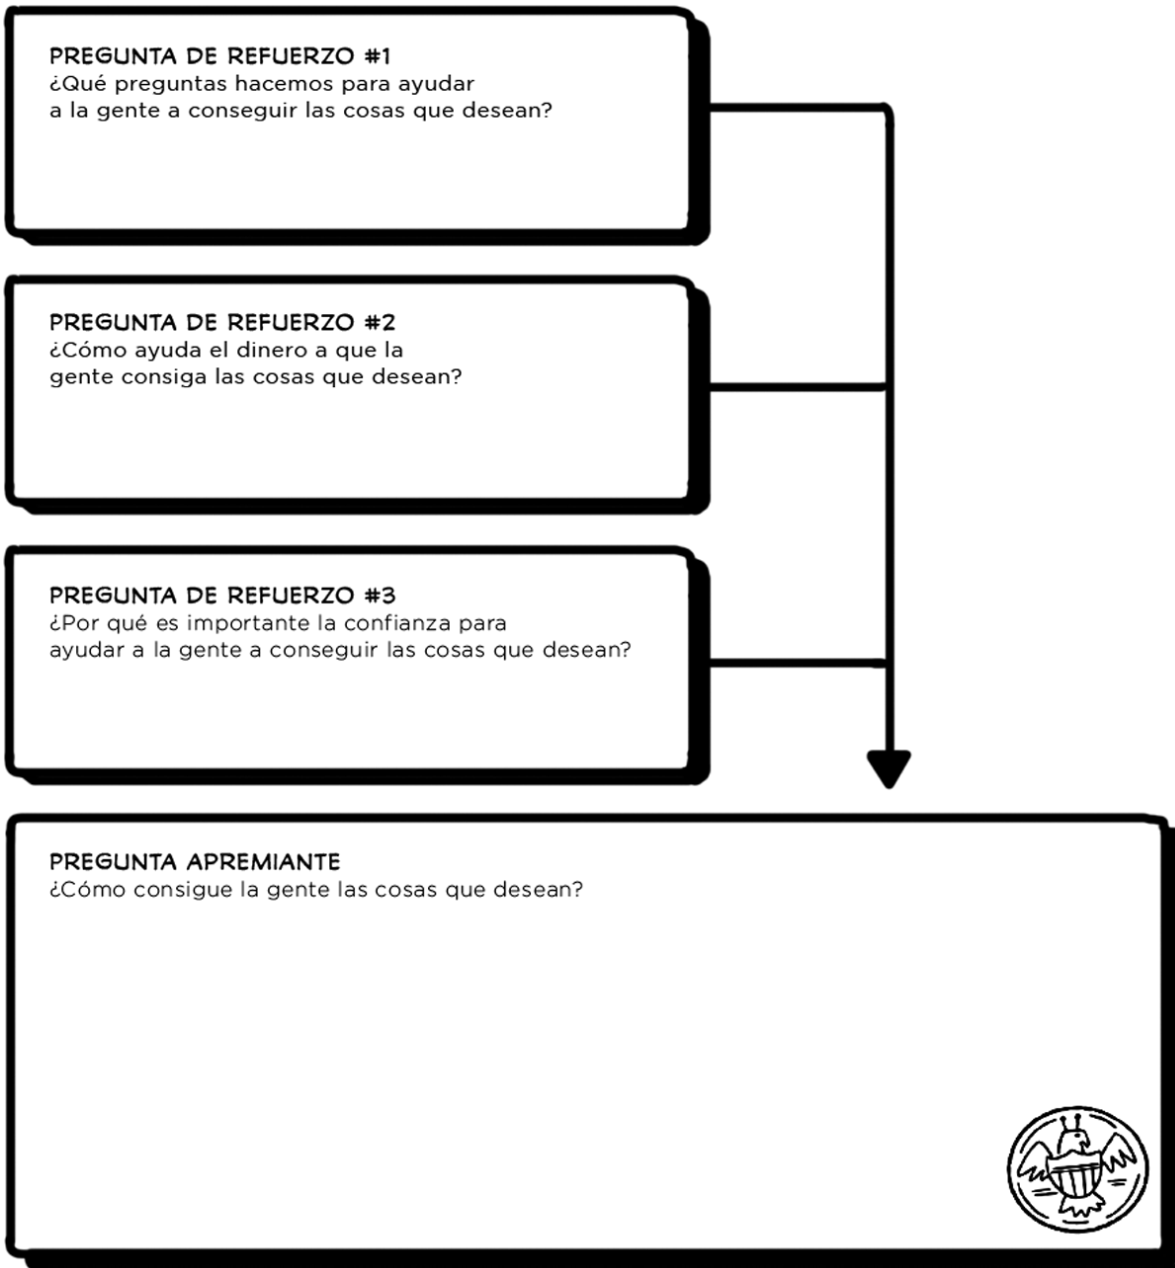 PREGUNTA DE REFUERZO #1
¿Qué preguntas hacemos para ayudar
a la gente a conseguir las cosas que desean?
PREGUNTA DE REFUERZO #2
¿Cómo ayuda el dinero a que la
gente consiga las cosas que desean?
PREGUNTA DE REFUERZO #3
¿Por qué es importante la confianza para
ayudar a la gente a conseguir las cosas que desean?
PREGUNTA APREMIANTE
¿Cómo consigue la gente las cosas que desean?